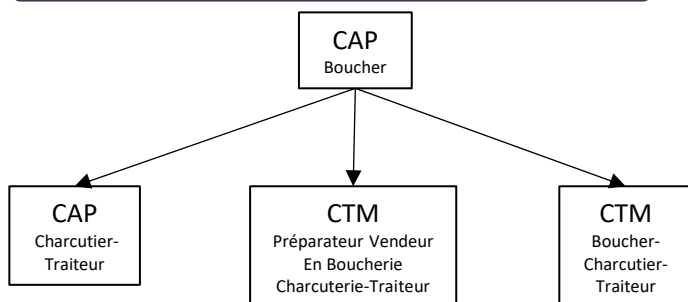 CAP
Boucher
CAP
Charcutier-
Traiteur
CTM
Préparateur Vendeur
En Boucherie
Charcuterie-Traiteur
CTM
Boucher-
Charcutier-
Traiteur